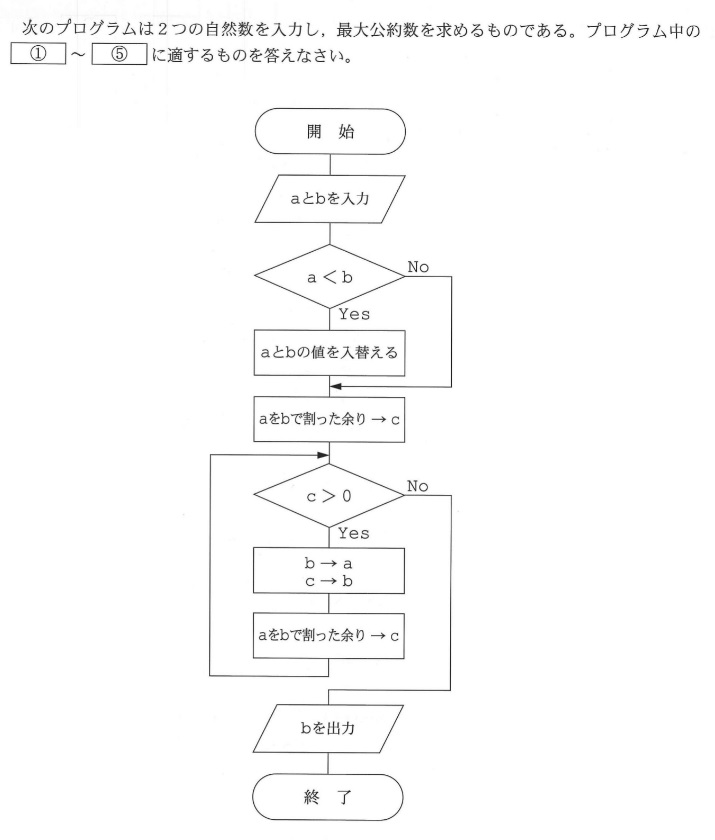 次のプログラムは２つの自然数を入力し，最大公約数を求めるものである。プログラム中の
①～⑤に適するものを答えなさい。
開　始
aとbを入力
a＜b
No
Yes
aとbの値を入替える
aをbで割った余り→c
c＞0
No
Yes
b→a
c→b
aをbで割った余り→c
bを出力
終　了